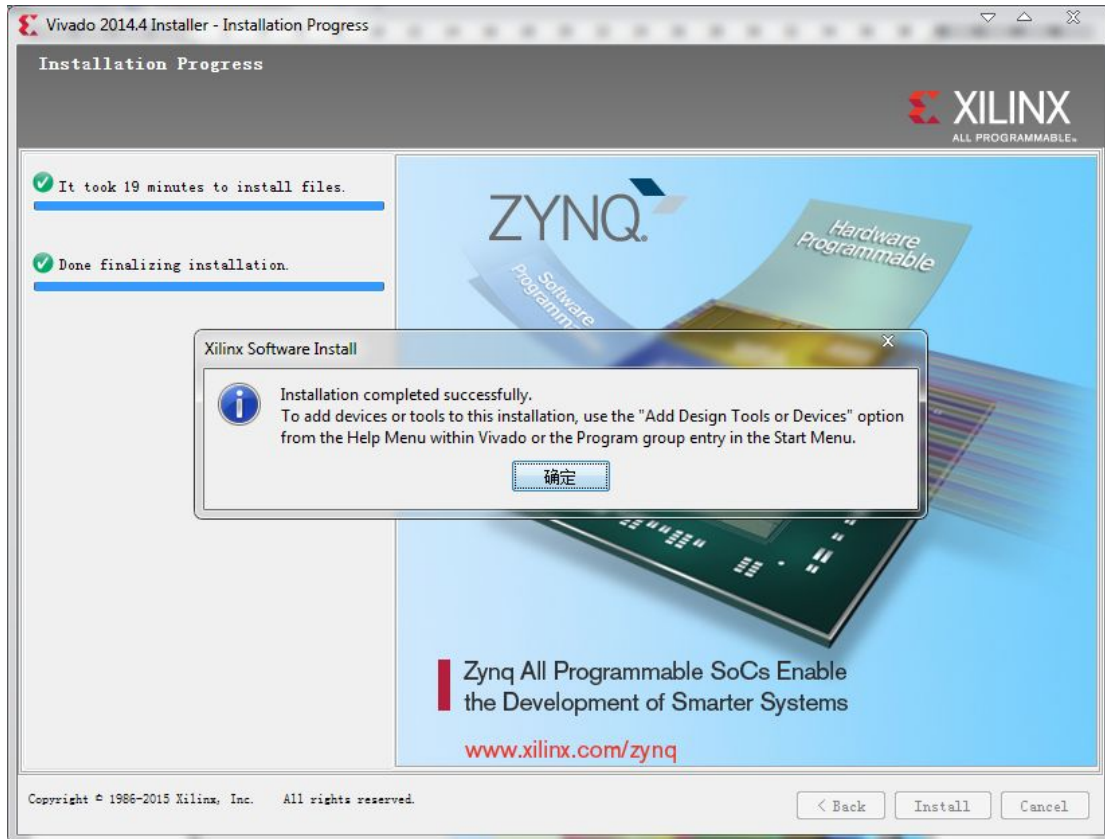 Vivado 2014.4 Installer - Installation Progress
Installation Progress
XILINX
ALL PROGRAMMABLE.
It took 19 minutes to install files.
Done finalizing installation.
ZYNQ.
Hardware
Programmable
Software
Xilinx Software Install
Installation completed successfully.
To add devices or tools to this installation, use the "Add Design Tools or Devices" option
from the Help Menu within Vivado or the Program group entry in the Start Menu.
确定
Zynq All Programmable SoCs Enable
the Development of Smarter Systems
www.xilinx.com/zynq
Copyright © 1986-2015 Xilinx, Inc. All rights reserved.
< Back
Install
Cancel